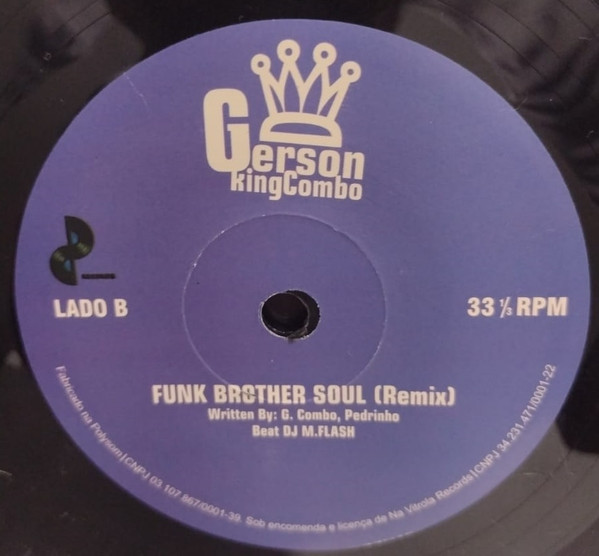 Gerson
kingCombo
LADO B
33 ⅓ RPM
FUNK BROTHER SOUL (Remix)
Written By: G. Combo, Pedrinho
Beat DJ M.FLASH
Fabricado na Polysom | CNPJ 03.107.867/0001-39. Sob encomenda e licença de Na Vitrola Records | CNPJ 34.231.471/0001-22